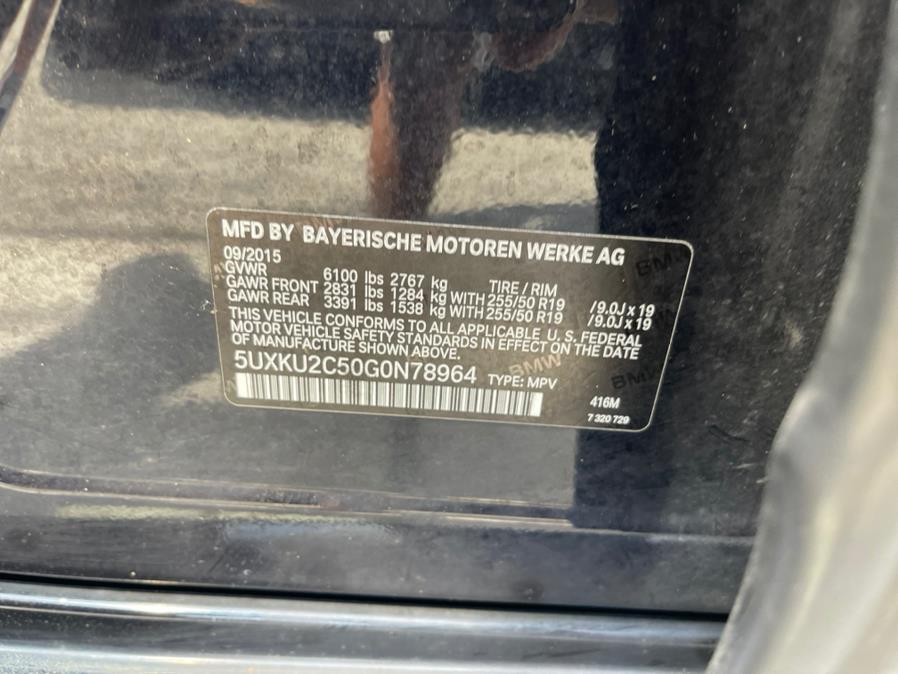 MFD BY BAYERISCHE MOTOREN WERKE AG
09/2015
GVWR 6100 lbs 2767 kg TIRE / RIM
GAWR FRONT 2831 lbs 1284 kg WITH 255/50 R19 /9.0J x 19
GAWR REAR 3391 lbs 1538 kg WITH 255/50 R19 /9.0J x 19
THIS VEHICLE CONFORMS TO ALL APPLICABLE U. S. FEDERAL
MOTOR VEHICLE SAFETY STANDARDS IN EFFECT ON THE DATE
OF MANUFACTURE SHOWN ABOVE.
5UXKU2C50G0N78964 TYPE: MPV
416M
7 320 729
BMW
BMW
BMW